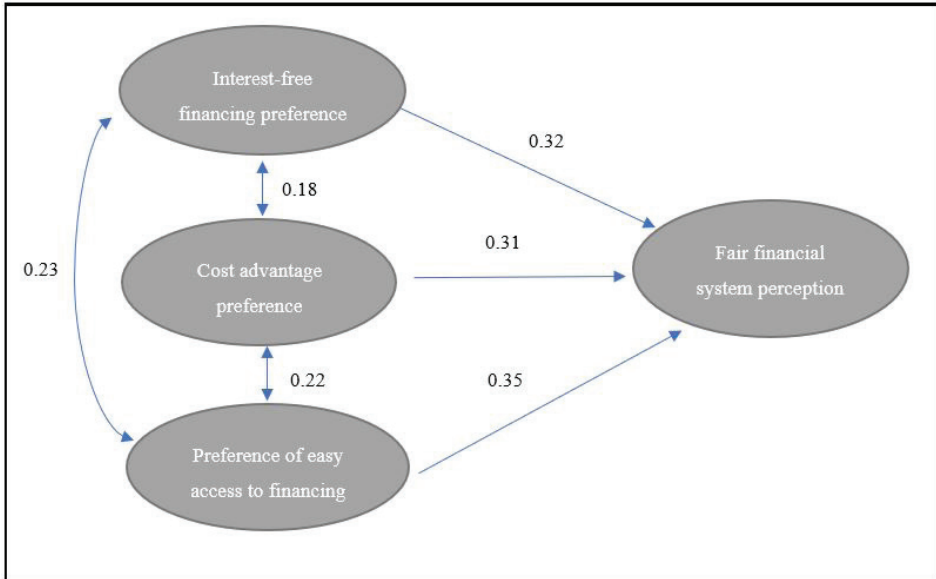 Interest-free
financing preference
0.32
0.18
0.31
Cost advantage
preference
0.23
Fair financial
system perception
0.22
0.35
Preference of easy
access to financing